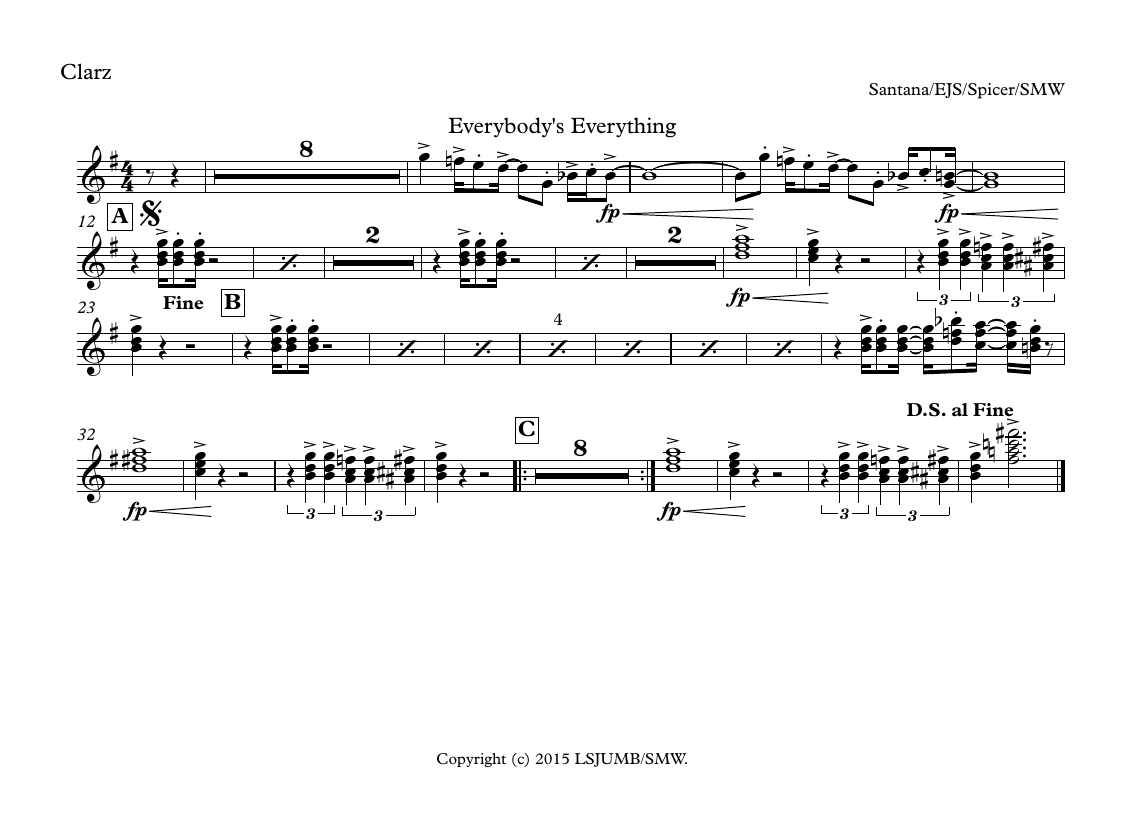 Clarz
Santana/EJS/Spicer/SMW
Everybody's Everything
8
fp fp
12 A
2 2
fp
3 3
23 Fine B
4
D.S. al Fine
32 C
8
fp fp
3 3 3 3
Copyright (c) 2015 LSJUMB/SMW.